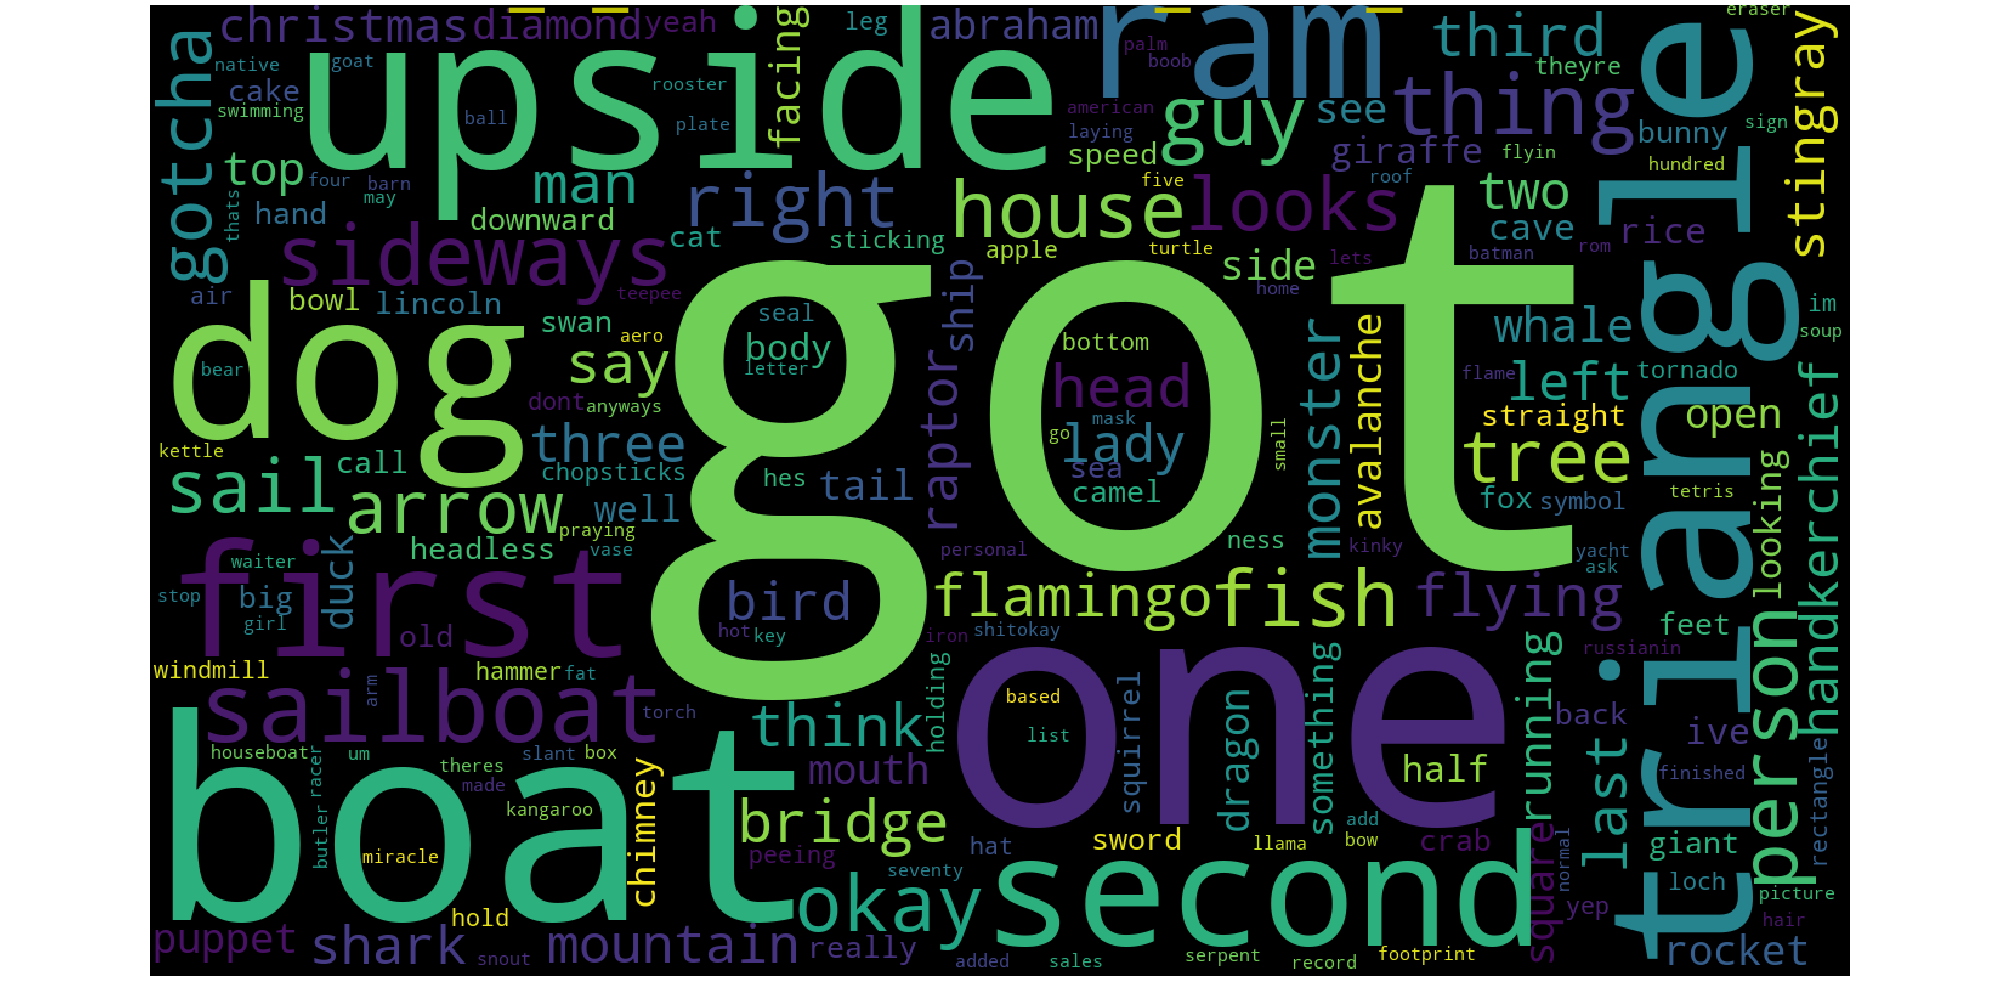 christmas diamond yeah leg abraham ram palm boob third theyre eraser
gotcha native goat upside rooster facing american guy see thing triangle stingray
cake swimming ball plate laying speed giraffe flyin bunny sign hundred
top four barn may man right house five looks roof two cave rice
hand thats downward cat sticking apple turtle side lets batman rom
sideways teepee home
air bowl lincoln swan aero seal ship whale im soup
dog bear say body letter got bottom head monster avalanche flame left tornado
dont anyways raptor mask lady go sea small straight open handkerchief
kettle sail call three chopsticks hes tail camel tree fox symbol tetris looking
arrow well praying headless vase personal ness kinky yacht ask
first waiter duck bird flamingo fish flying
stop big girl old hot key iron shitokay feet russianin person
windmill hammer fat holding based squirrel dragon something running last. back ive
sailboat arm torch think list one half
houseboat racer um theres slant box mouth finished rectangle
boat butler made kangaroo chimney bridge sword add bow crab square giant
miracle peeing hat llama normal
hold okay seventy second yep loch picture
puppet shark snout mountain really added sales serpent record footprint rocket hair